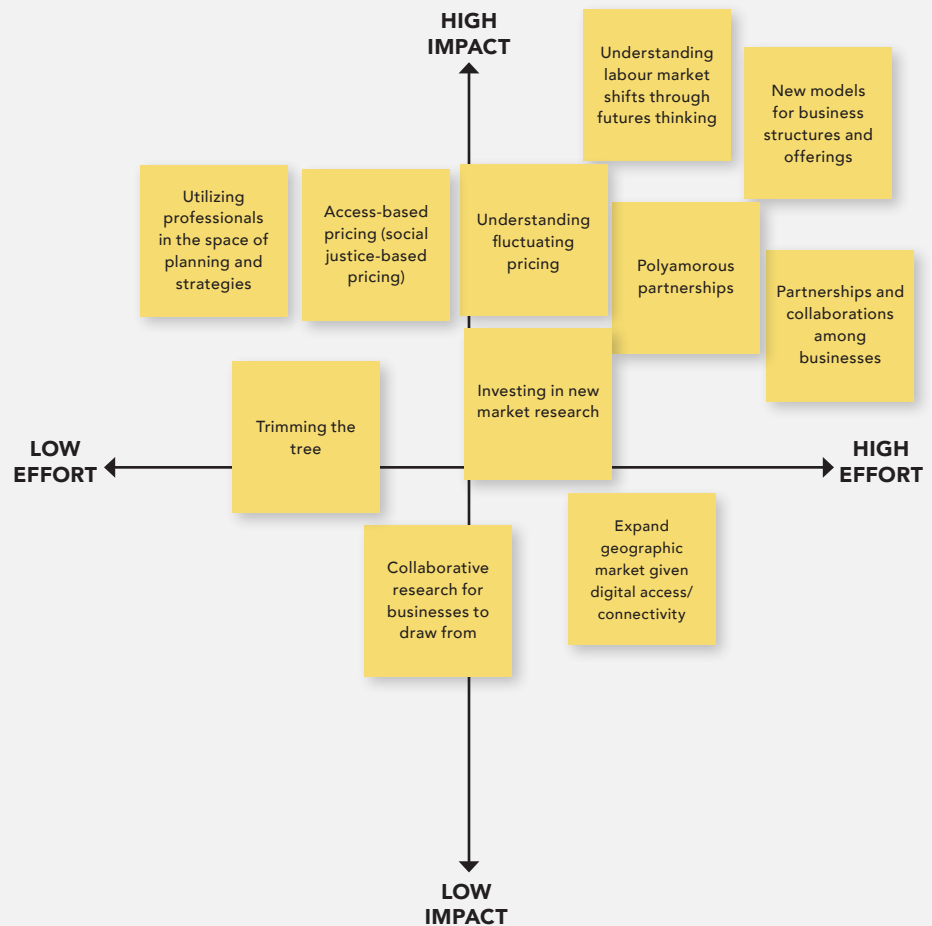 HIGH
IMPACT
Understanding
labour market
shifts through
futures thinking
New models
for business
structures and
offerings
Utilizing
professionals
in the space of
planning and
strategies
Access-based
pricing (social
justice-based
pricing)
Understanding
fluctuating
pricing
Polyamorous
partnerships
Partnerships and
collaborations
among
businesses
Investing in new
market research
Trimming the
tree
LOW
EFFORT
HIGH
EFFORT
Collaborative
research for
businesses to
draw from
Expand
geographic
market given
digital access/
connectivity
LOW
IMPACT